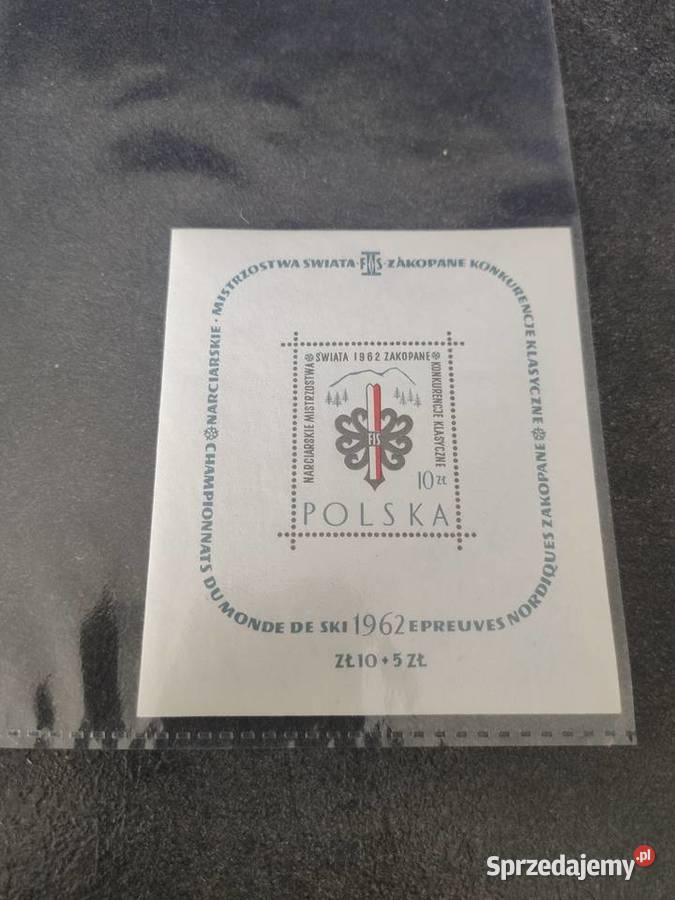 NARCIARSKIE · MISTRZOSTWA SWIATA · FIS · ZAKOPANE KONKURENCJE KLASYCZNE
CHAMPIONNATS DU MONDE DE SKI 1962 EPREUVES NORDIQUES ZAKOPANE
NARCIARSKIE MISTRZOSTWA
ŚWIATA 1962 ZAKOPANE
KONKURENCJE KLASYCZNE
FIS
10 ZŁ
POLSKA
ZŁ 10 + 5 ZŁ
Sprzedajemy.pl